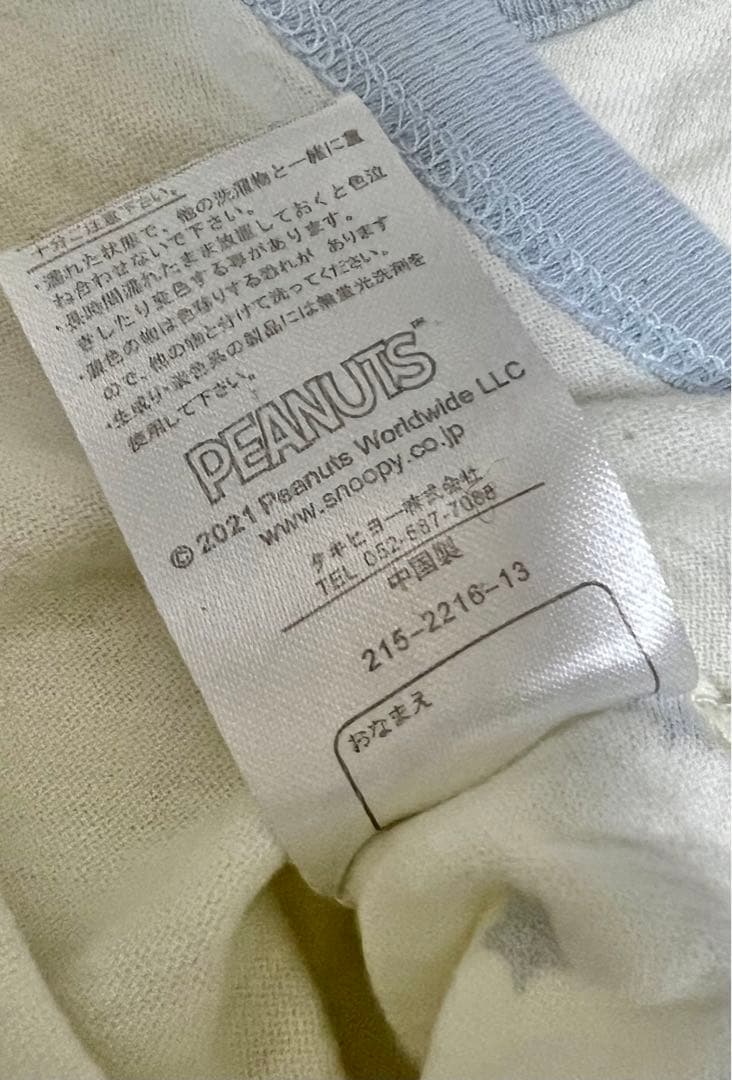 十分ご注意下さい。
・濡れた状態で、他の洗濯物と一緒に重
ね合わせないで下さい。
・長時間濡れたまま放置しておくと色泣
きしたり変色する事があります。
・濃色の物は色移りする恐れが あります
ので、他の物と分けて洗ってください。
・生成り・淡色系の製品には無蛍光洗剤を
使用して下さい。
PEANUTS™
© 2021 Peanuts Worldwide LLC
www.snoopy.co.jp
タキヒヨー株式会社
TEL 052-587-7088
中国製
215-2216-13
おなまえ